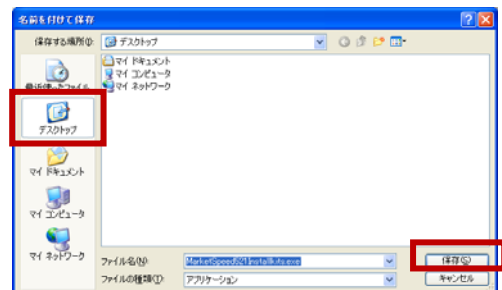 名前を付けて保存
保存する場所(I): デスクトップ
マイ ドキュメント
マイ コンピュータ
マイ ネットワーク
最近使ったファイル
デスクトップ
マイ ドキュメント
マイ コンピュータ
マイ ネットワーク
ファイル名(N):
保存(S)
ファイルの種類(T): アプリケーション
キャンセル